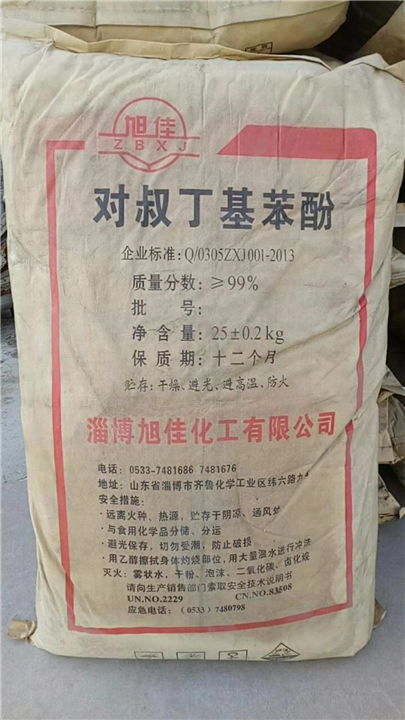 旭佳
ZBXJ
对叔丁基苯酚
企业标准: Q/0305ZXJ001-2013
质量分数: ≥99%
批 号:
净含量: 25±0.2kg
保质期: 十二个月
贮存: 干燥、避光、避高温、防火
淄博旭佳化工有限公司
电话: 0533-7481686 7481676
地址: 山东省淄博市齐鲁化学工业区纬六路
安全措施:
·远离火种、热源,贮存于阴凉、通风
·与食用化学品分储、分运
·避光保存,切勿受潮,防止破损
·用乙醇擦拭身体灼烧部位,用大量温水进行冲洗
灭火: 雾状水,干粉、泡沫、二氧化碳、卤化
请向生产销售部门索取安全技术说明书
UN.NO.2229 CN.NO.83508
应急电话: (0533)7480798